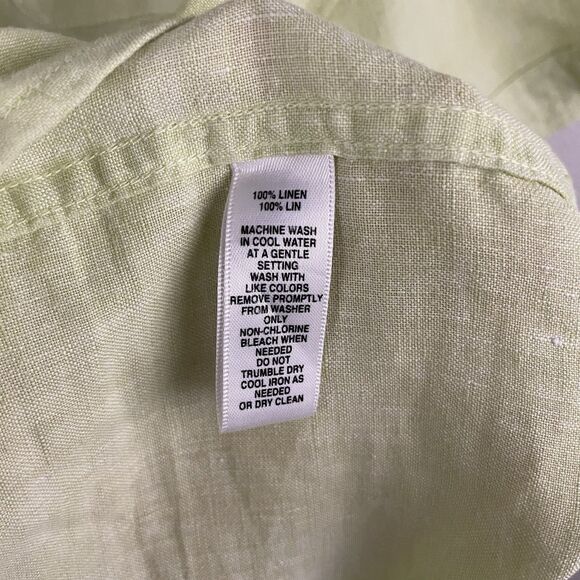 100% LINEN
100% LIN
MACHINE WASH
IN COOL WATER
AT A GENTLE
SETTING
WASH WITH
LIKE COLORS
REMOVE PROMPTLY
FROM WASHER
ONLY
NON-CHLORINE
BLEACH WHEN
NEEDED
DO NOT
TRUMBLE DRY
COOL IRON AS
NEEDED
OR DRY CLEAN